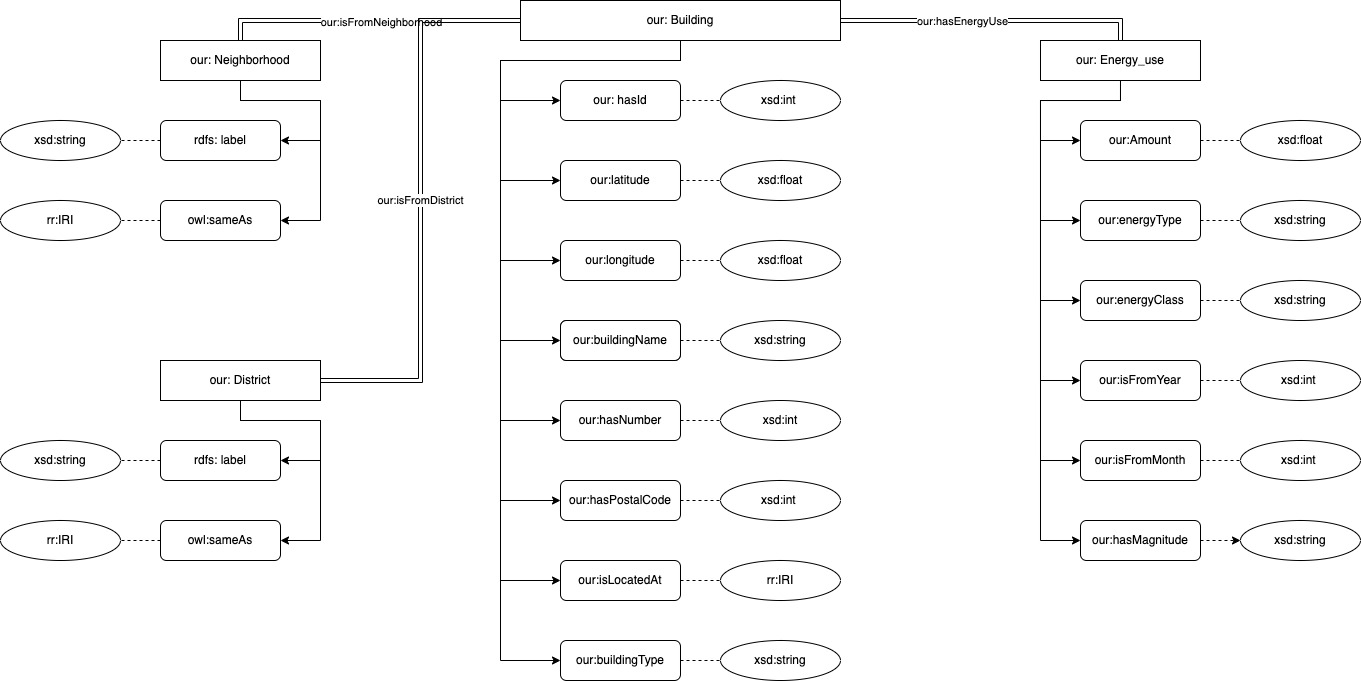 our: Building
our:isFromNeighborhood
our:hasEnergyUse
our: Neighborhood
our: Energy_use
our: hasId
xsd:int
xsd:string
rdfs: label
our:Amount
xsd:float
our:latitude
xsd:float
our:isFromDistrict
rr:IRI
owl:sameAs
our:energyType
xsd:string
our:longitude
xsd:float
our:energyClass
xsd:string
our:buildingName
xsd:string
our: District
our:isFromYear
xsd:int
our:hasNumber
xsd:int
xsd:string
rdfs: label
our:isFromMonth
xsd:int
our:hasPostalCode
xsd:int
rr:IRI
owl:sameAs
our:hasMagnitude
xsd:string
our:isLocatedAt
rr:IRI
our:buildingType
xsd:string